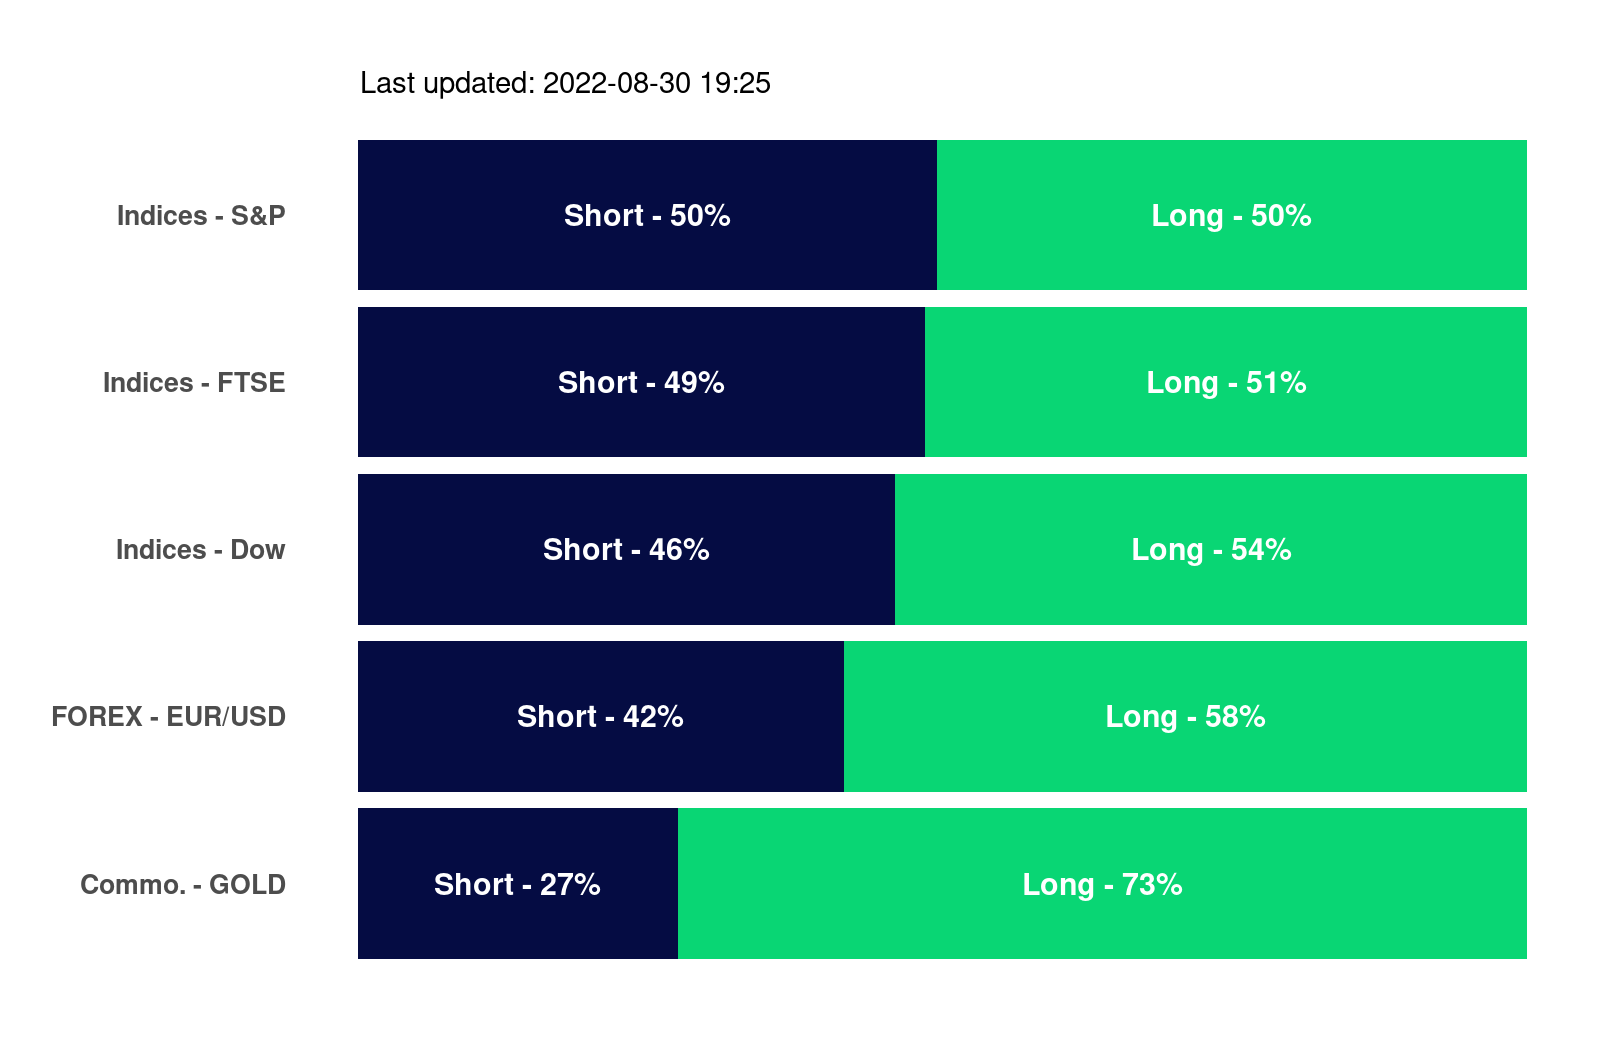 Last updated: 2022-08-30 19:25
Indices - S&P
Short - 50%
Long - 50%
Indices - FTSE
Short - 49%
Long - 51%
Indices - Dow
Short - 46%
Long - 54%
FOREX - EUR/USD
Short - 42%
Long - 58%
Commo. - GOLD
Short - 27%
Long - 73%